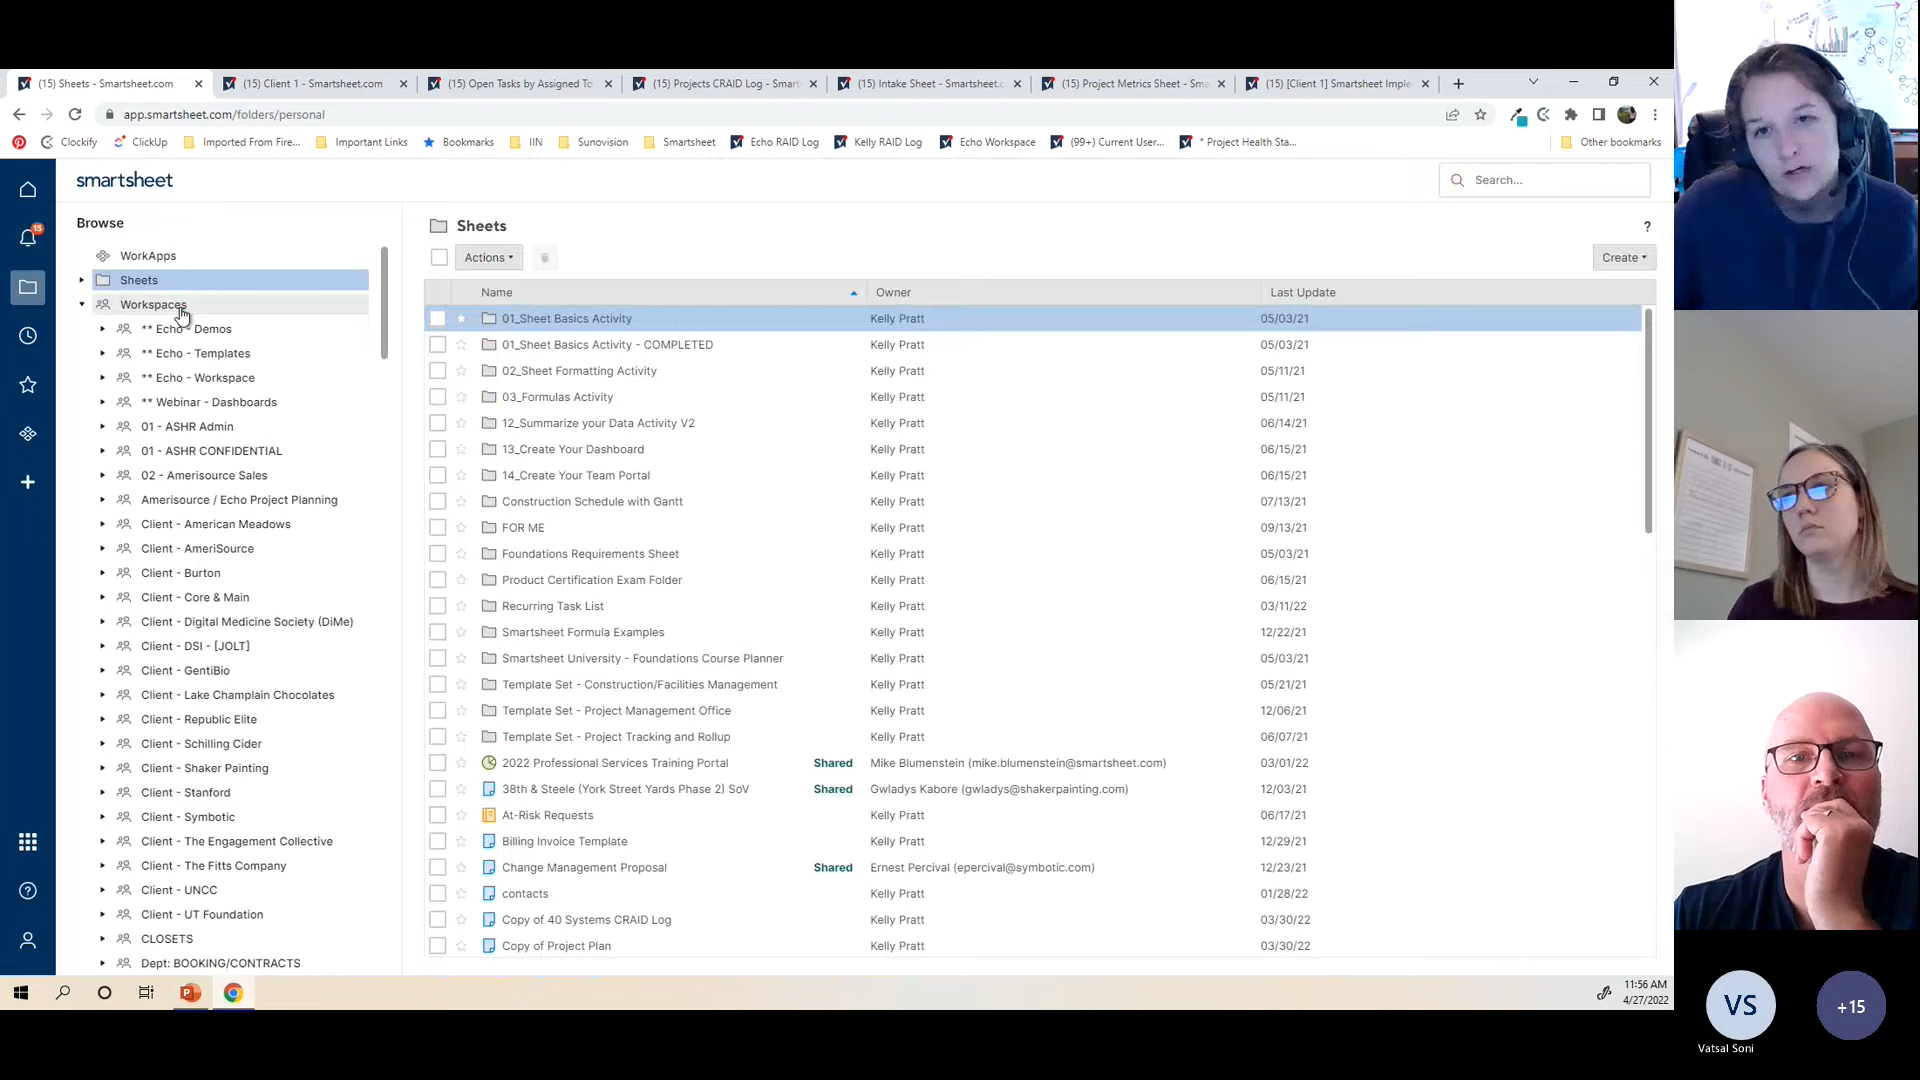 (15) Sheets - Smartsheet.com
(15) Client 1 - Smartsheet.com
(15) Open Tasks by Assigned To
(15) Projects CRAID Log - Smart
(15) Intake Sheet - Smartsheet.c
(15) Project Metrics Sheet - Sma
(15) [Client 1] Smartsheet Imple
app.smartsheet.com/folders/personal
Clockify
ClickUp
Imported From Fire...
Important Links
Bookmarks
IIN
Sunovision
Smartsheet
Echo RAID Log
Kelly RAID Log
Echo Workspace
(99+) Current User...
* Project Health Sta...
Other bookmarks
smartsheet
Search...
15
Browse
WorkApps
Sheets
Workspaces
** Echo - Demos
** Echo - Templates
** Echo - Workspace
** Webinar - Dashboards
01 - ASHR Admin
01 - ASHR CONFIDENTIAL
02 - Amerisource Sales
Amerisource / Echo Project Planning
Client - American Meadows
Client - AmeriSource
Client - Burton
Client - Core & Main
Client - Digital Medicine Society (DiMe)
Client - DSI - [JOLT]
Client - GentiBio
Client - Lake Champlain Chocolates
Client - Republic Elite
Client - Schilling Cider
Client - Shaker Painting
Client - Stanford
Client - Symbotic
Client - The Engagement Collective
Client - The Fitts Company
Client - UNCC
Client - UT Foundation
CLOSETS
Dept: BOOKING/CONTRACTS
Sheets
?
Actions
Create
Name Owner Last Update
01_Sheet Basics Activity Kelly Pratt 05/03/21
01_Sheet Basics Activity - COMPLETED Kelly Pratt 05/03/21
02_Sheet Formatting Activity Kelly Pratt 05/11/21
03_Formulas Activity Kelly Pratt 05/11/21
12_Summarize your Data Activity V2 Kelly Pratt 06/14/21
13_Create Your Dashboard Kelly Pratt 06/15/21
14_Create Your Team Portal Kelly Pratt 06/15/21
Construction Schedule with Gantt Kelly Pratt 07/13/21
FOR ME Kelly Pratt 09/13/21
Foundations Requirements Sheet Kelly Pratt 05/03/21
Product Certification Exam Folder Kelly Pratt 06/15/21
Recurring Task List Kelly Pratt 03/11/22
Smartsheet Formula Examples Kelly Pratt 12/22/21
Smartsheet University - Foundations Course Planner Kelly Pratt 05/03/21
Template Set - Construction/Facilities Management Kelly Pratt 05/21/21
Template Set - Project Management Office Kelly Pratt 12/06/21
Template Set - Project Tracking and Rollup Kelly Pratt 06/07/21
2022 Professional Services Training Portal Shared Mike Blumenstein (mike.blumenstein@smartsheet.com) 03/01/22
38th & Steele (York Street Yards Phase 2) SoV Shared Gwladys Kabore (gwladys@shakerpainting.com) 12/03/21
At-Risk Requests Kelly Pratt 06/17/21
Billing Invoice Template Kelly Pratt 12/29/21
Change Management Proposal Shared Ernest Percival (epercival@symbotic.com) 12/23/21
contacts Kelly Pratt 01/28/22
Copy of 40 Systems CRAID Log Kelly Pratt 03/30/22
Copy of Project Plan Kelly Pratt 03/30/22
11:56 AM
4/27/2022
VS
Vatsal Soni
+15